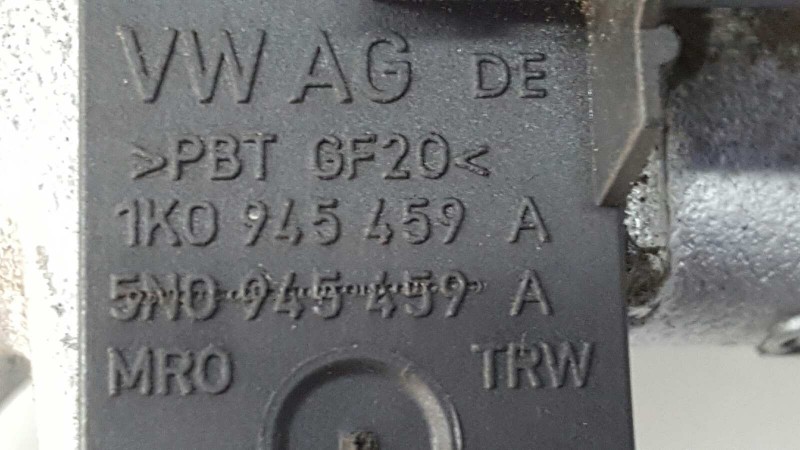 VW AG DE
>PBT GF20<
1K0 945 459 A
5N0 945 459 A
MRO TRW